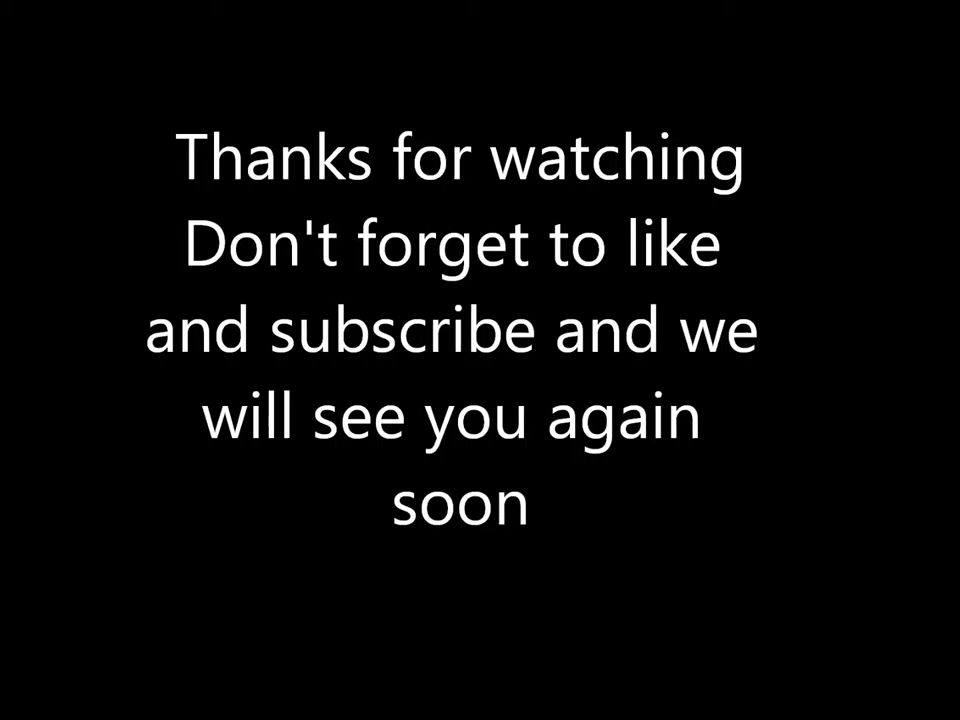 Thanks for watching
Don't forget to like
and subscribe and we
will see you again
soon